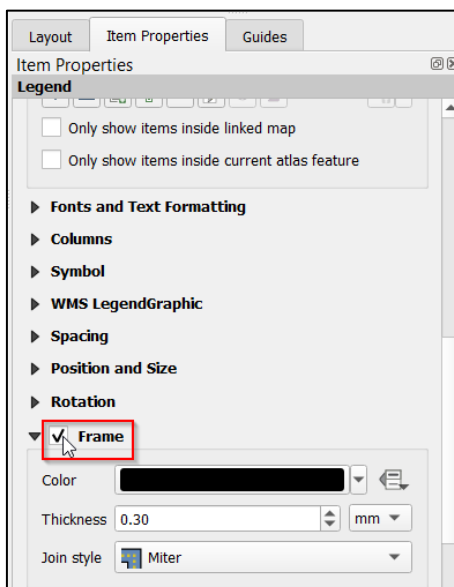 Layout Item Properties Guides
Item Properties
Legend
Only show items inside linked map
Only show items inside current atlas feature
Fonts and Text Formatting
Columns
Symbol
WMS LegendGraphic
Spacing
Position and Size
Rotation
Frame
Color
Thickness 0.30 mm
Join style Miter